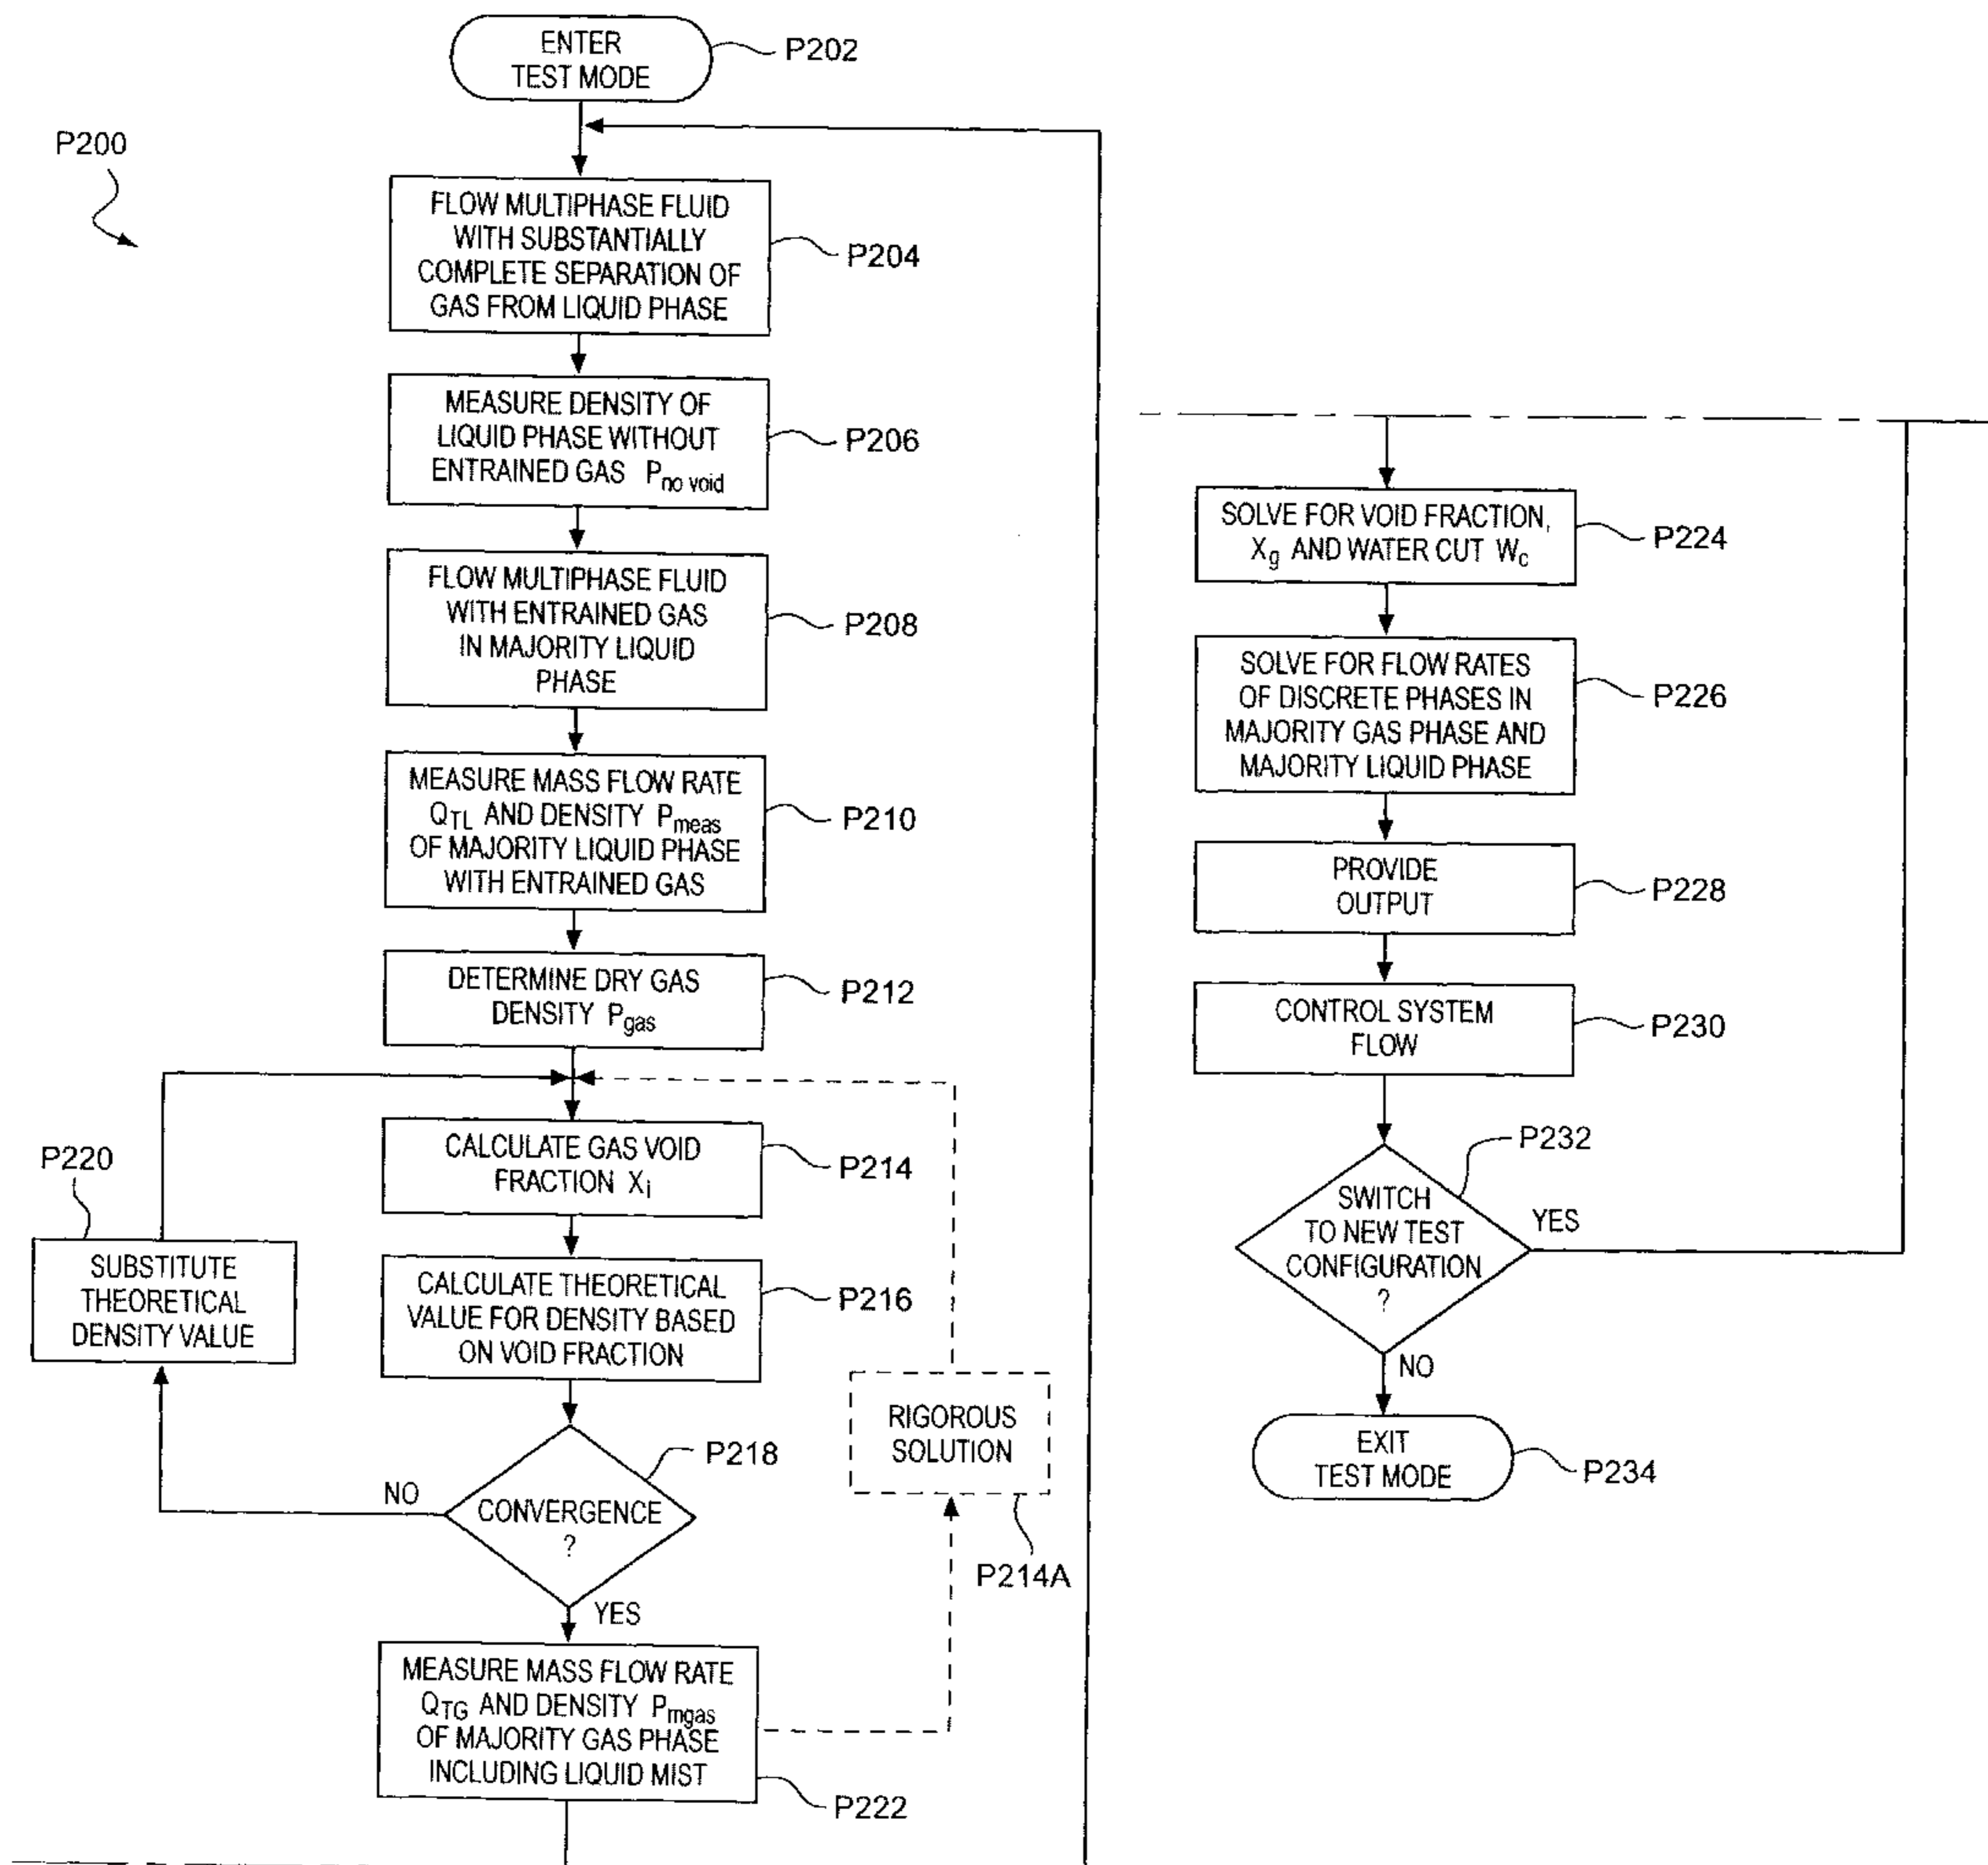 ENTER
TEST MODE
P202
P200
FLOW MULTIPHASE FLUID
WITH SUBSTANTIALLY
COMPLETE SEPARATION OF
GAS FROM LIQUID PHASE
P204
MEASURE DENSITY OF
LIQUID PHASE WITHOUT
ENTRAINED GAS P no void
P206
FLOW MULTIPHASE FLUID
WITH ENTRAINED GAS
IN MAJORITY LIQUID
PHASE
P208
MEASURE MASS FLOW RATE
QTL AND DENSITY Pmeas
OF MAJORITY LIQUID PHASE
WITH ENTRAINED GAS
P210
DETERMINE DRY GAS
DENSITY Pgas
P212
CALCULATE GAS VOID
FRACTION Xi
P214
P220
SUBSTITUTE
THEORETICAL
DENSITY VALUE
CALCULATE THEORETICAL
VALUE FOR DENSITY BASED
ON VOID FRACTION
P216
RIGOROUS
SOLUTION
P214A
P218
NO
CONVERGENCE
?
YES
MEASURE MASS FLOW RATE
QTG AND DENSITY Pmgas
OF MAJORITY GAS PHASE
INCLUDING LIQUID MIST
P222
SOLVE FOR VOID FRACTION,
Xg AND WATER CUT Wc
P224
SOLVE FOR FLOW RATES
OF DISCRETE PHASES IN
MAJORITY GAS PHASE AND
MAJORITY LIQUID PHASE
P226
PROVIDE
OUTPUT
P228
CONTROL SYSTEM
FLOW
P230
P232
SWITCH
TO NEW TEST
CONFIGURATION
?
YES
NO
EXIT
TEST MODE
P234